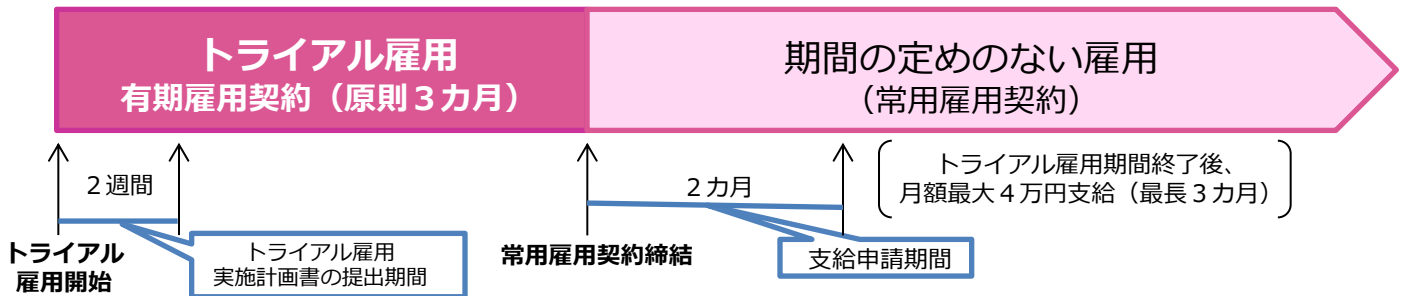 トライアル雇用
有期雇用契約（原則３カ月）
期間の定めのない雇用
（常用雇用契約）
２週間
２カ月
トライアル雇用期間終了後、
月額最大４万円支給（最長３カ月）
トライアル
雇用開始
トライアル雇用
実施計画書の提出期間
常用雇用契約締結
支給申請期間